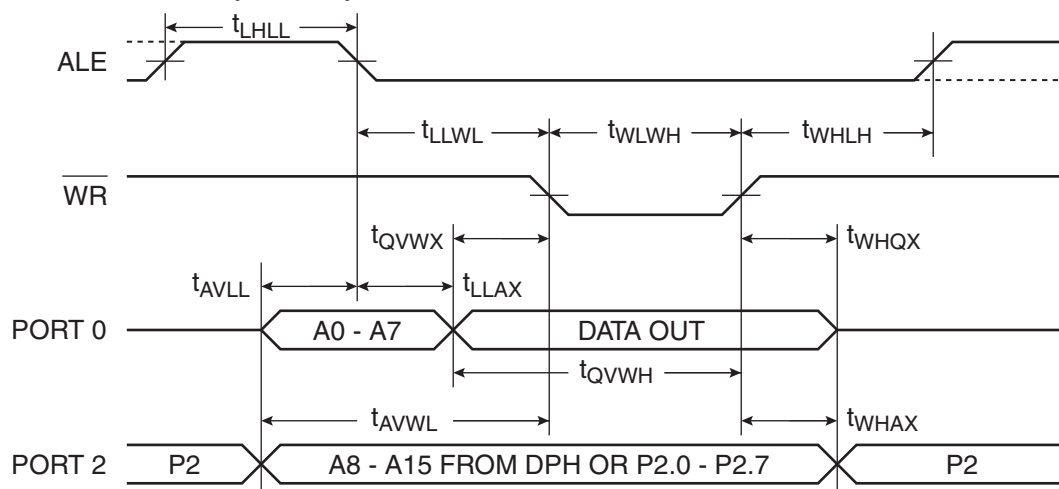 tLHLL
ALE
tLLWL tWLWH tWHLH
WR
tQVWX tWHQX
tAVLL tLLAX
PORT 0 A0 - A7 DATA OUT
tQVWH
tAVWL tWHAX
PORT 2 P2 A8 - A15 FROM DPH OR P2.0 - P2.7 P2